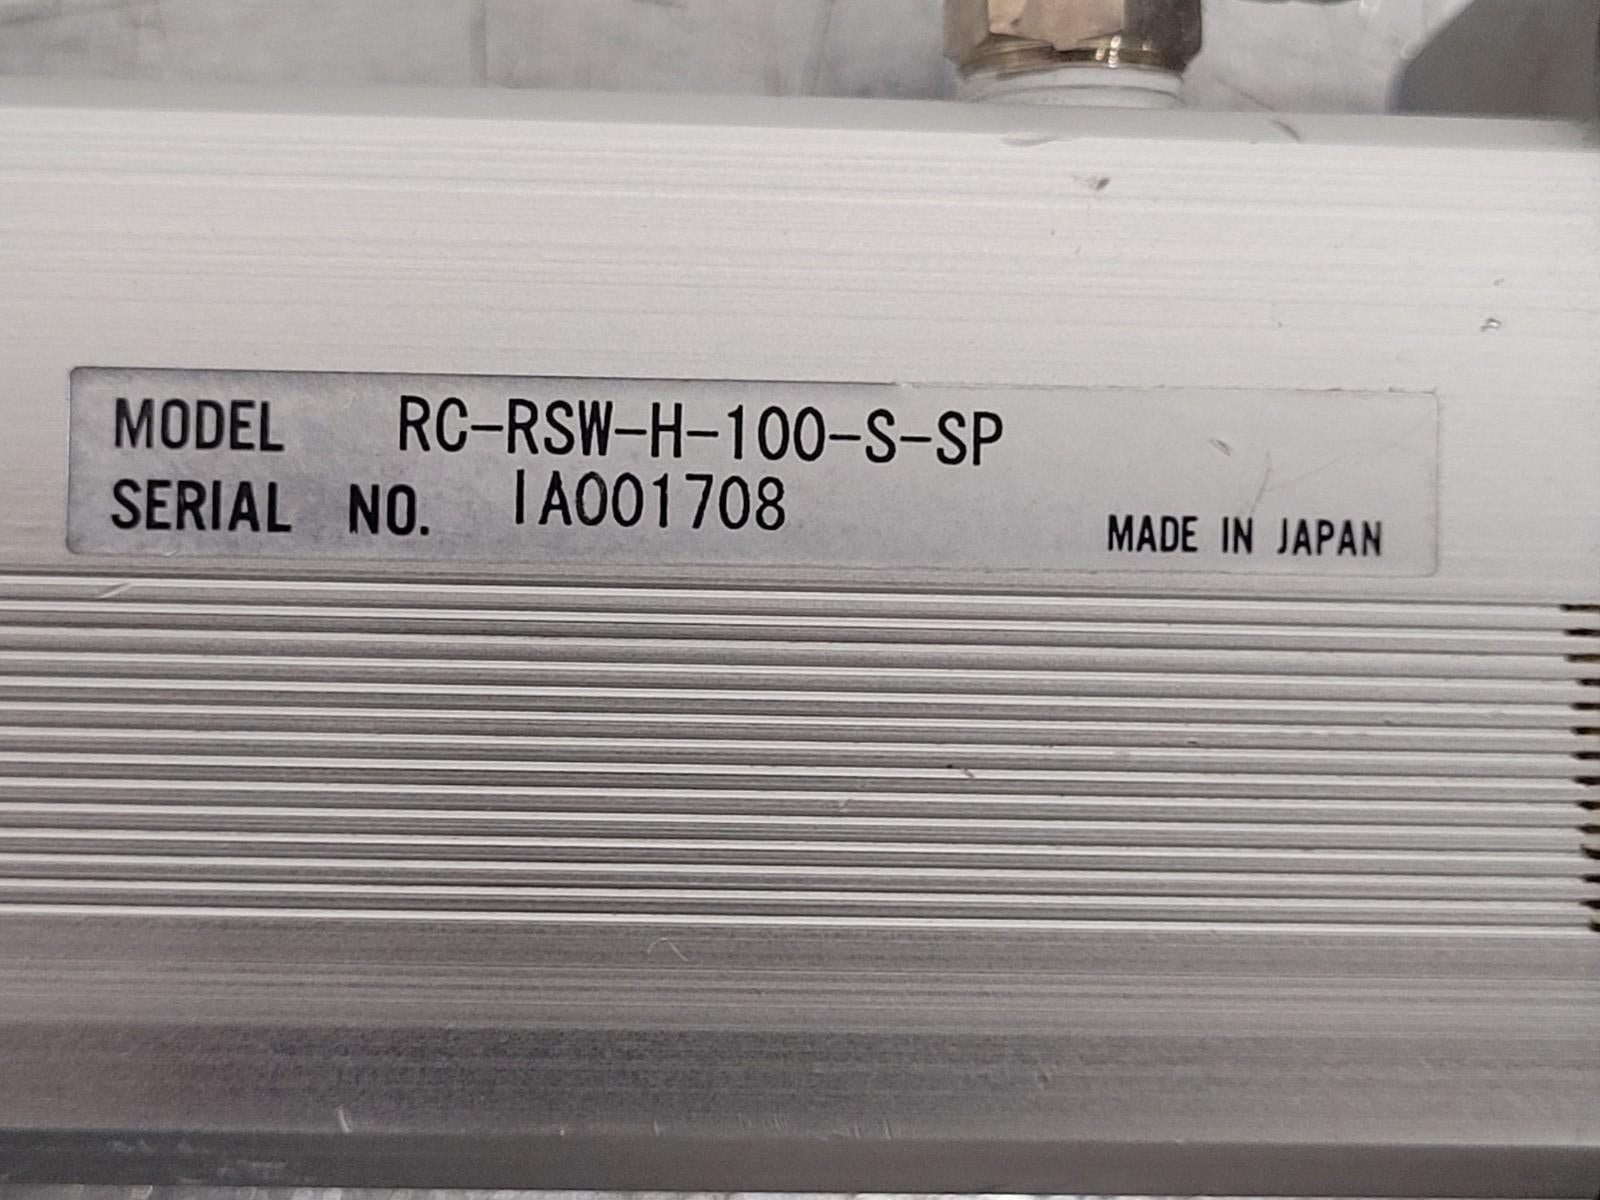 MODEL RC-RSW-H-100-S-SP
SERIAL NO. IA001708
MADE IN JAPAN